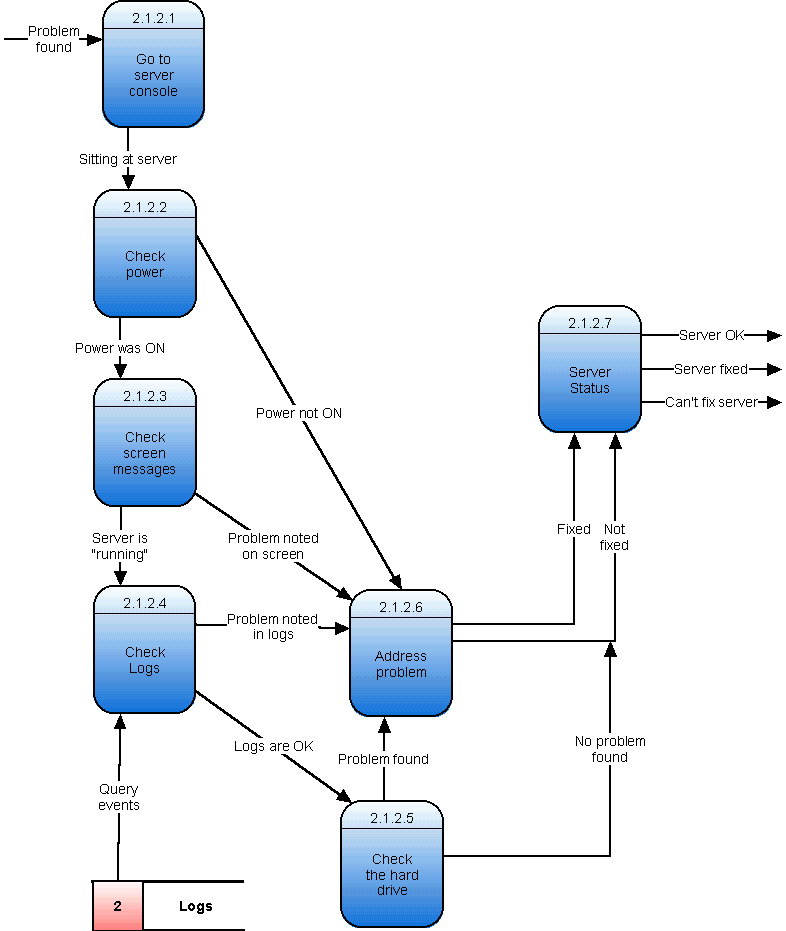 2.1.2.1
Problem
found
Go to
server
console
Sitting at server
2.1.2.2
Check
power
Power was ON
2.1.2.3
Check
screen
messages
Power not ON
2.1.2.7
Server
Status
Server OK
Server fixed
Can't fix server
Server is
"running"
Problem noted
on screen
Fixed
Not
fixed
2.1.2.4
Check
Logs
Problem noted
in logs
2.1.2.6
Address
problem
Logs are OK
Problem found
No problem
found
Query
events
2.1.2.5
Check
the hard
drive
2
Logs